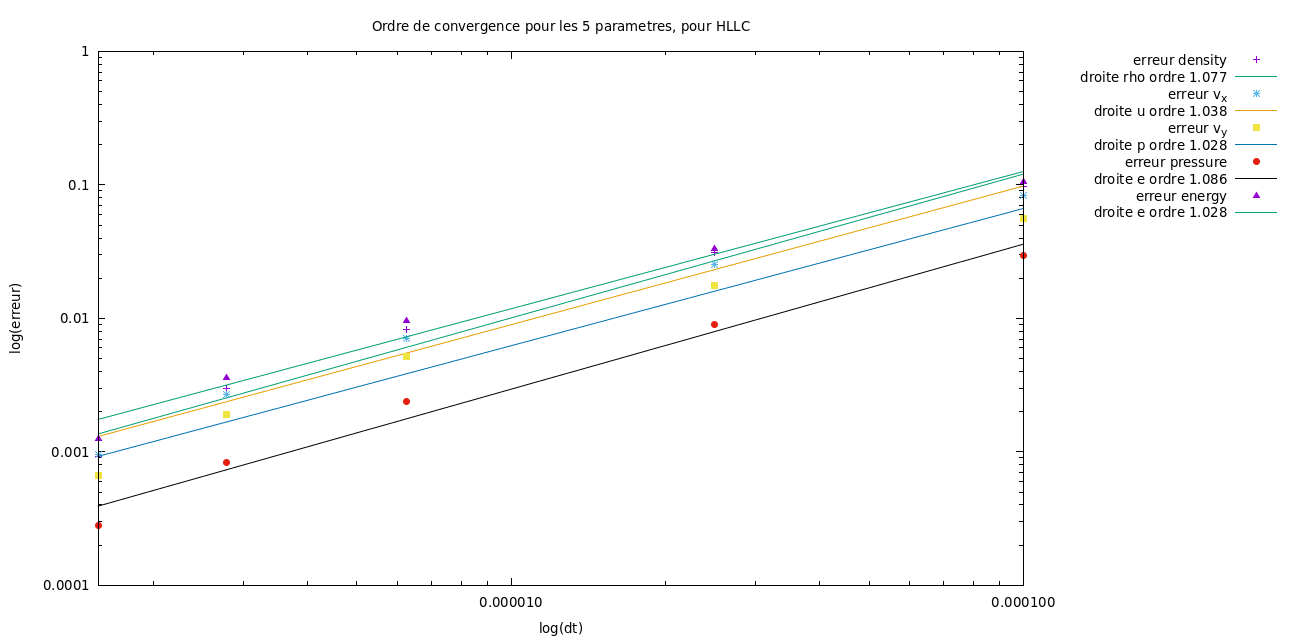 Ordre de convergence pour les 5 parametres, pour HLLC
1
0.1
0.01
0.001
0.0001
log(erreur)
0.000010
0.000100
log(dt)
erreur density
droite rho ordre 1.077
erreur v_x
droite u ordre 1.038
erreur v_y
droite p ordre 1.028
erreur pressure
droite e ordre 1.086
erreur energy
droite e ordre 1.028